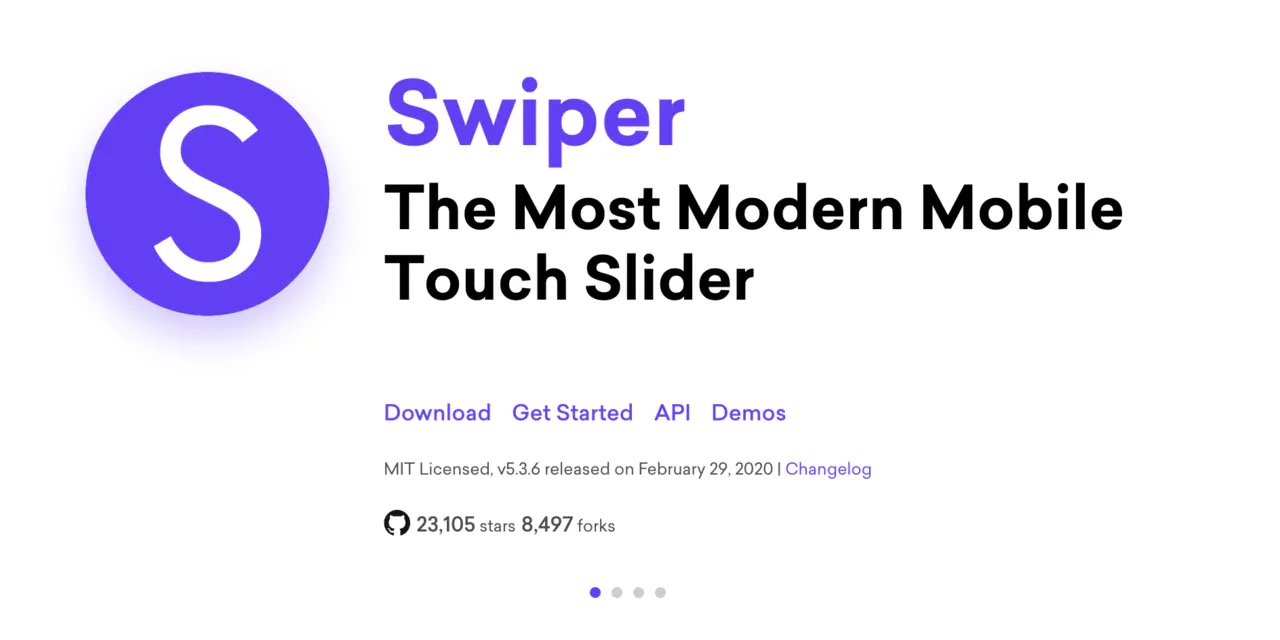 S
Swiper
The Most Modern Mobile
Touch Slider
Download Get Started API Demos
MIT Licensed, v5.3.6 released on February 29, 2020 | Changelog
23,105 stars 8,497 forks